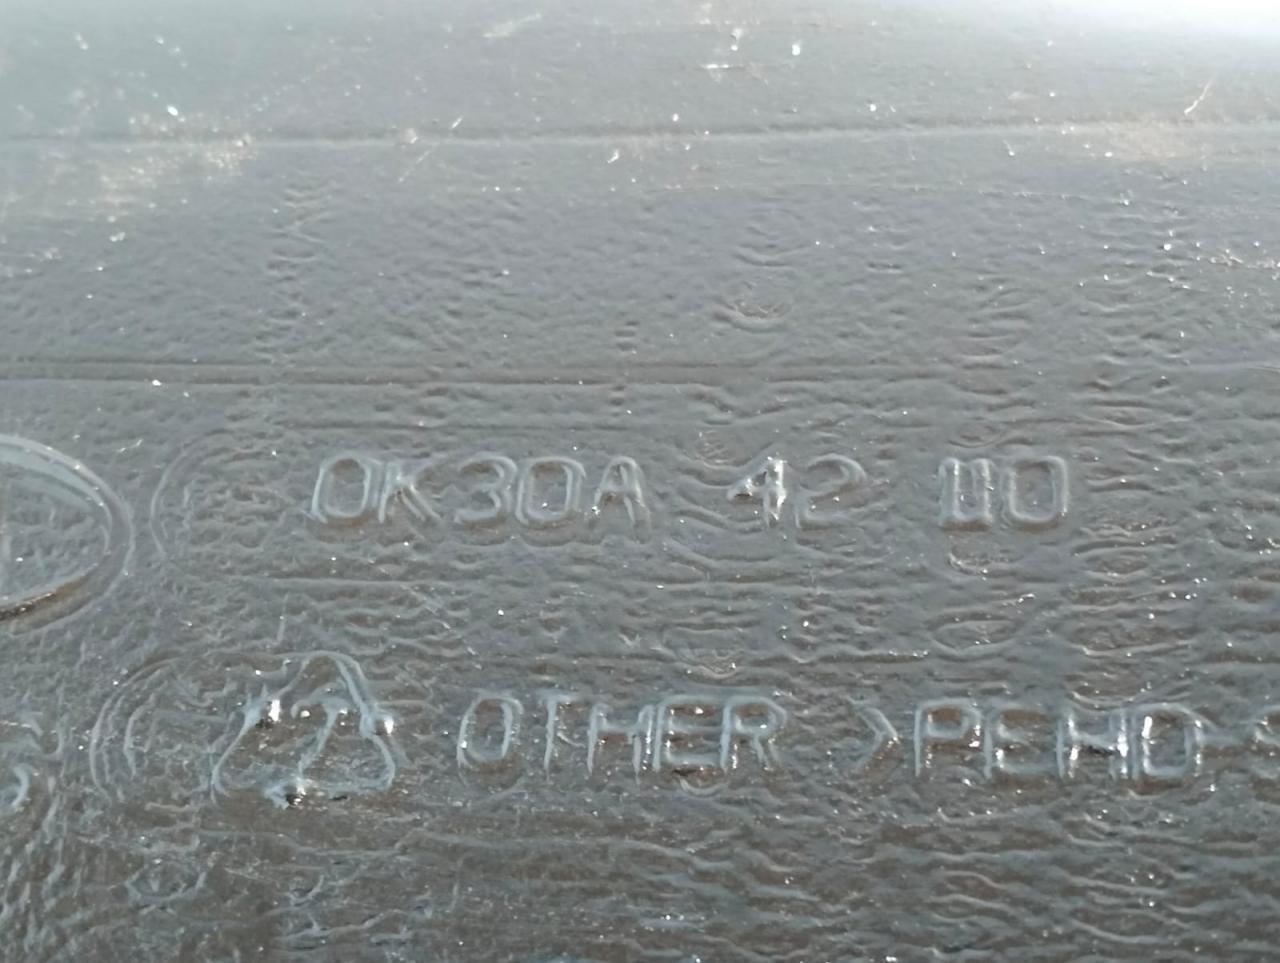 0K30A 42 110
OTHER >PEHD<